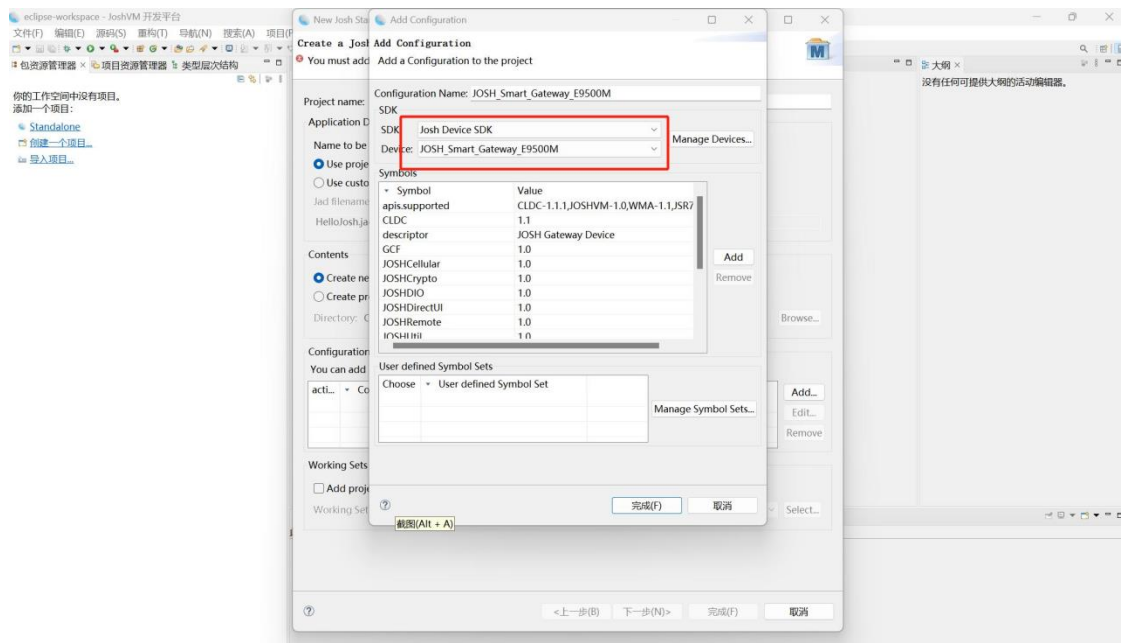 eclipse-workspace - JoshVM 开发平台
文件(F) 编辑(E) 源码(S) 重构(T) 导航(N) 搜索(A) 项目(
包资源管理器 × 项目资源管理器 类型层次结构
你的工作空间中没有项目。
添加一个项目:
Standalone
创建一个项目...
导入项目...
New Josh Sta
Create a Josh
You must add
Project name:
Application D
Name to be
Use proje
Use custo
Jad filename
HelloJosh.ja
Contents
Create ne
Create pr
Directory: C
Browse...
Configuration
You can add
acti... Co
Add...
Edit...
Remove
Working Sets
Add proje
Working Set
Select...
<上一步(B) 下一步(N)> 完成(F) 取消
Add Configuration
Add Configuration
Add a Configuration to the project
Configuration Name: JOSH_Smart_Gateway_E9500M
SDK
SDK Josh Device SDK
Device: JOSH_Smart_Gateway_E9500M
Manage Devices...
Symbols
Symbol Value
apis.supported CLDC-1.1.1,JOSHVM-1.0,WMA-1.1,JSR7
CLDC 1.1
descriptor JOSH Gateway Device
GCF 1.0
JOSHCellular 1.0
JOSHCrypto 1.0
JOSHDIO 1.0
JOSHDirectUI 1.0
JOSHRemote 1.0
JOSHUtil 1.0
Add
Remove
User defined Symbol Sets
Choose User defined Symbol Set
Manage Symbol Sets...
完成(F) 取消
截图(Alt + A)
大纲 ×
没有任何可提供大纲的活动编辑器。